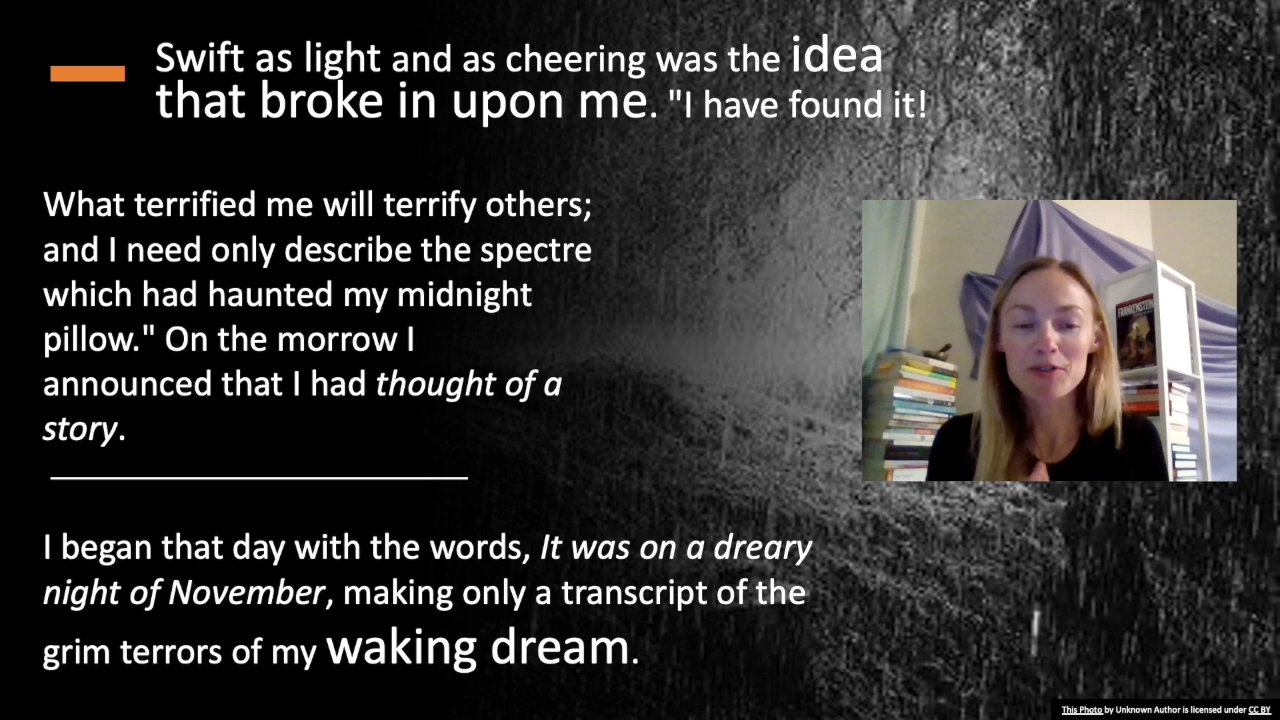 Swift as light and as cheering was the idea
that broke in upon me. "I have found it!
What terrified me will terrify others;
and I need only describe the spectre
which had haunted my midnight
pillow." On the morrow I
announced that I had thought of a
story.
FRANKENSTEIN
I began that day with the words, It was on a dreary
night of November, making only a transcript of the
grim terrors of my waking dream.
This Photo by Unknown Author is licensed under CC BY